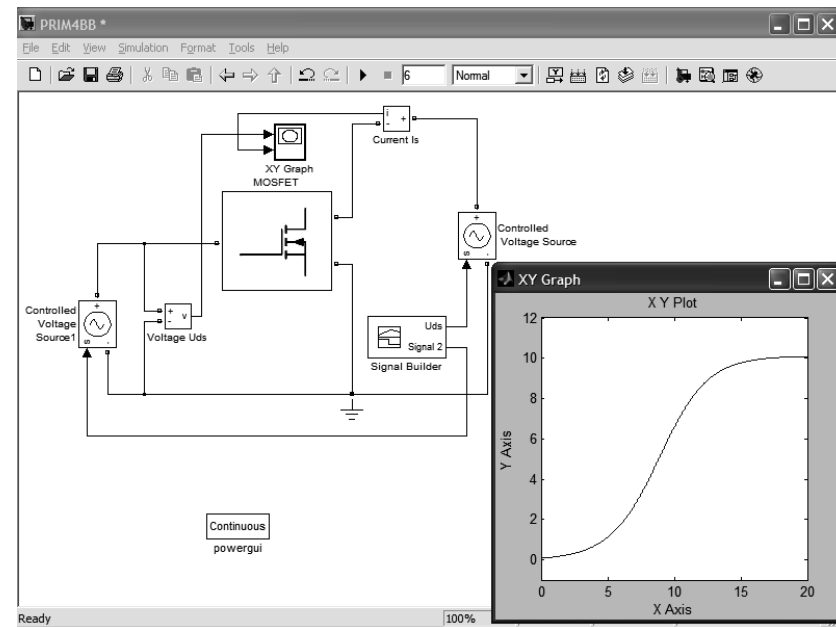 PRIM4BB *
File Edit View Simulation Format Tools Help
6 Normal
i
- +
Current Is
XY Graph
MOSFET
+
Controlled
Voltage Source
s -
Controlled
Voltage
Source1
+
s -
+
-
v
Voltage Uds
Uds
Signal 2
Signal Builder
Continuous
powergui
XY Graph
X Y Plot
Y Axis
12
10
8
6
4
2
0
0 5 10 15 20
X Axis
Ready 100%